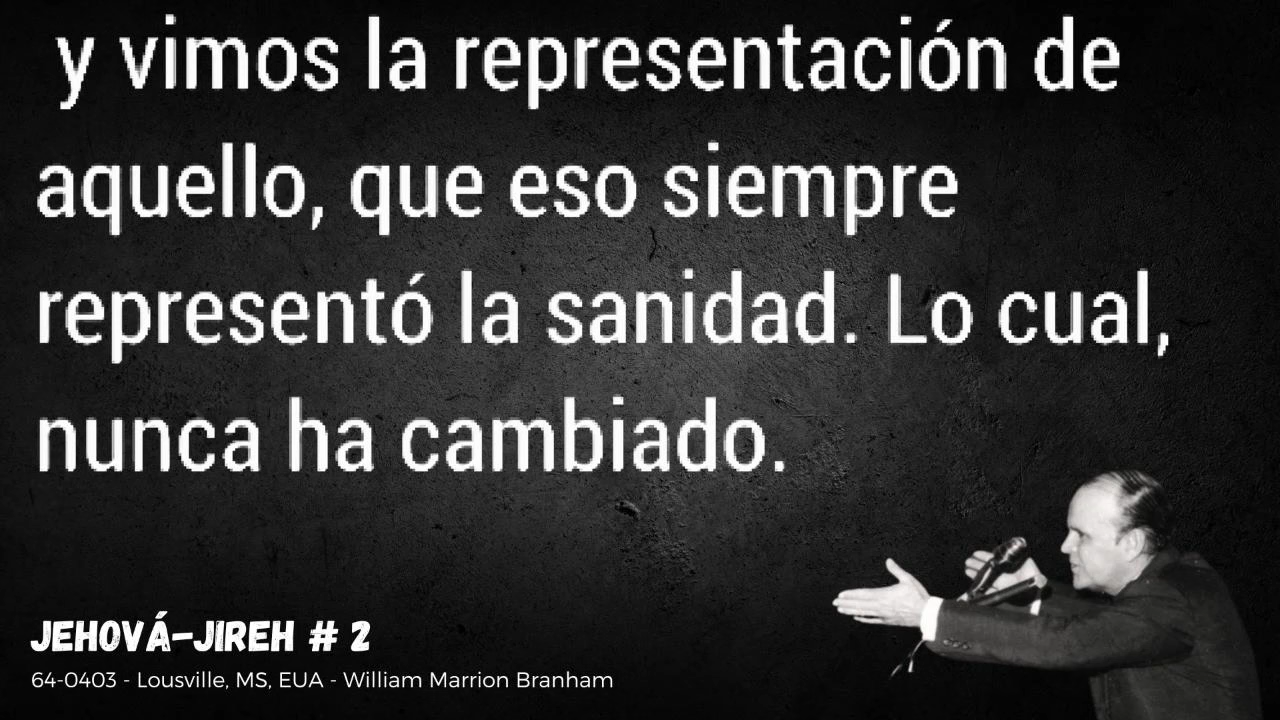 y vimos la representación de
aquello, que eso siempre
representó la sanidad. Lo cual,
nunca ha cambiado.
JEHOVÁ-JIREH # 2
64-0403 - Lousville, MS, EUA - William Marrion Branham